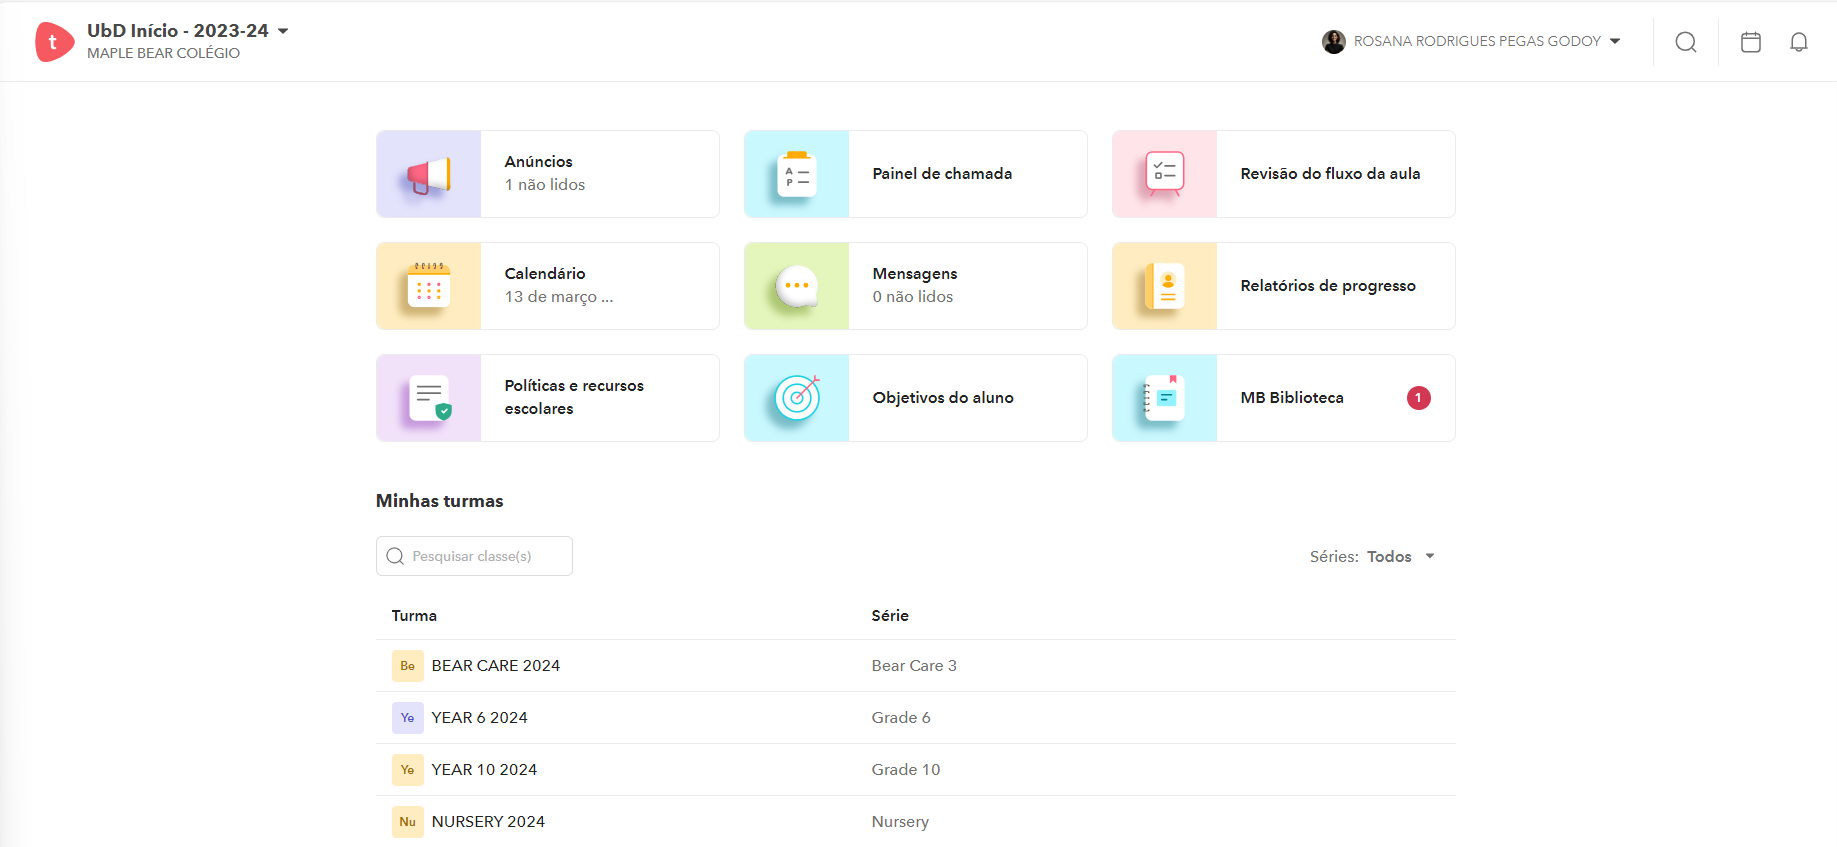 t
UbD Início - 2023-24
MAPLE BEAR COLÉGIO
ROSANA RODRIGUES PEGAS GODOY
Anúncios
1 não lidos
A
P
Painel de chamada
Revisão do fluxo da aula
Calendário
13 de março ...
Mensagens
0 não lidos
Relatórios de progresso
Políticas e recursos
escolares
Objetivos do aluno
MB Biblioteca
1
Minhas turmas
Pesquisar classe(s)
Séries: Todos
Turma Série
Be BEAR CARE 2024 Bear Care 3
Ye YEAR 6 2024 Grade 6
Ye YEAR 10 2024 Grade 10
Nu NURSERY 2024 Nursery